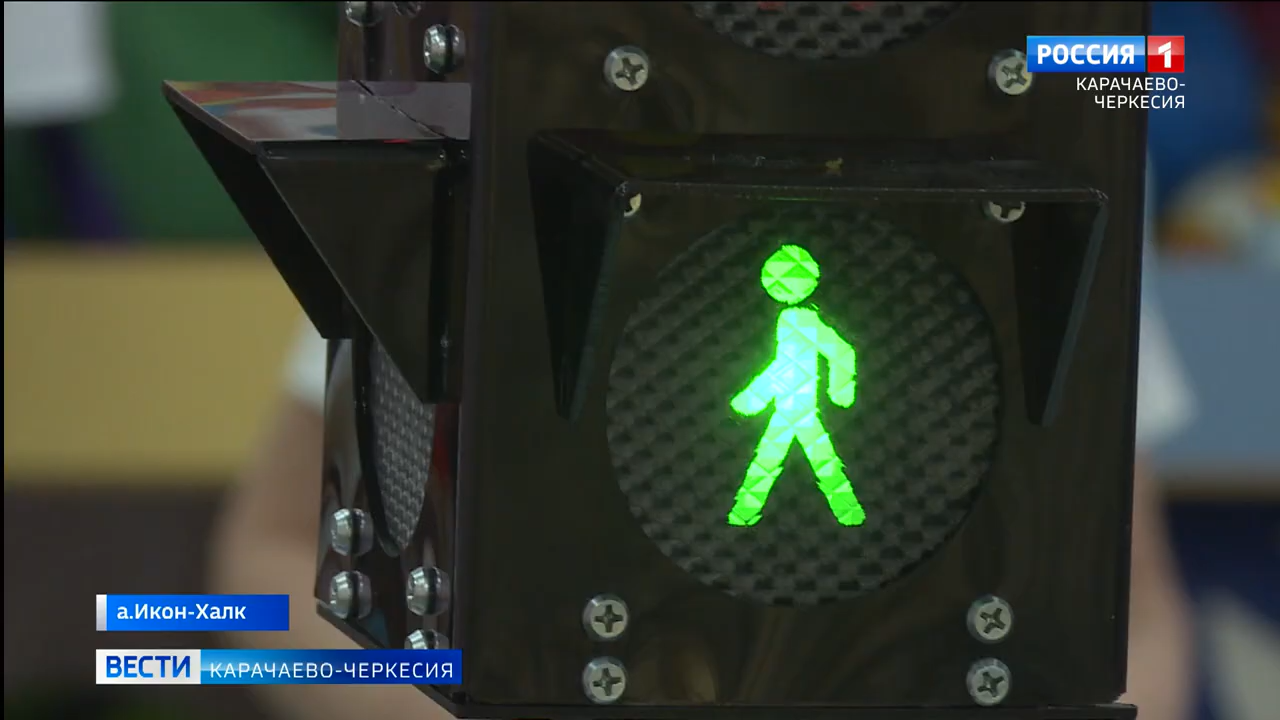 РОССИЯ 1
КАРАЧАЕВО-
ЧЕРКЕСИЯ
а.Икон-Халк
ВЕСТИ КАРАЧАЕВО-ЧЕРКЕСИЯ